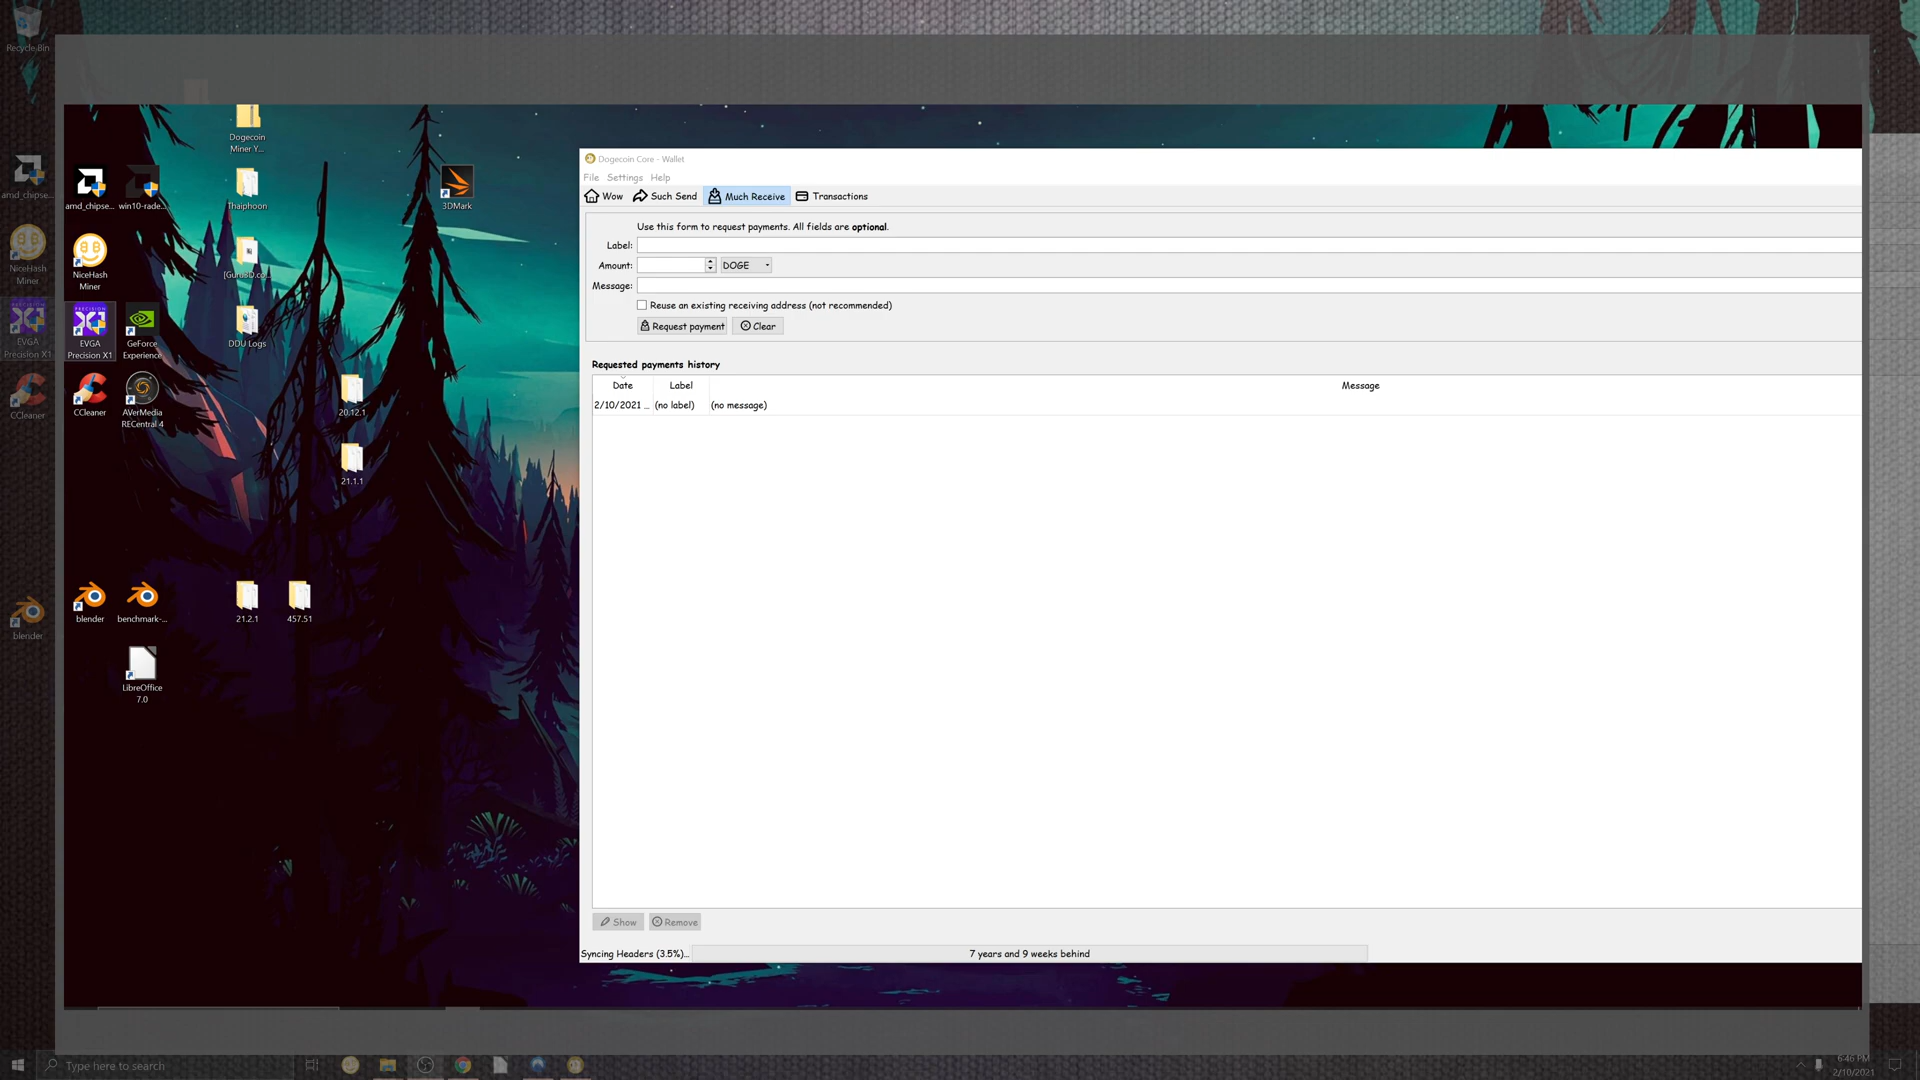 Recycle Bin
amd_chipse...
NiceHash
Miner
EVGA
Precision X1
CCleaner
blender
Dogecoin
Miner Y...
amd_chipse...
win10-rade...
Thaiphoon
3DMark
NiceHash
Miner
[Guru3D.co...
PRECISION
X1
EVGA
Precision X1
GeForce
Experience
DDU Logs
CCleaner
AVerMedia
RECentral 4
20.12.1
21.1.1
blender
benchmark-...
21.2.1
457.51
LibreOffice
7.0
Dogecoin Core - Wallet
File Settings Help
Wow Such Send Much Receive Transactions
Use this form to request payments. All fields are optional.
Label:
Amount: DOGE
Message:
Reuse an existing receiving address (not recommended)
Request payment Clear
Requested payments history
Date Label Message
2/10/2021 ... (no label) (no message)
Show Remove
Syncing Headers (3.5%)... 7 years and 9 weeks behind
Type here to search
6:46 PM
2/10/2021